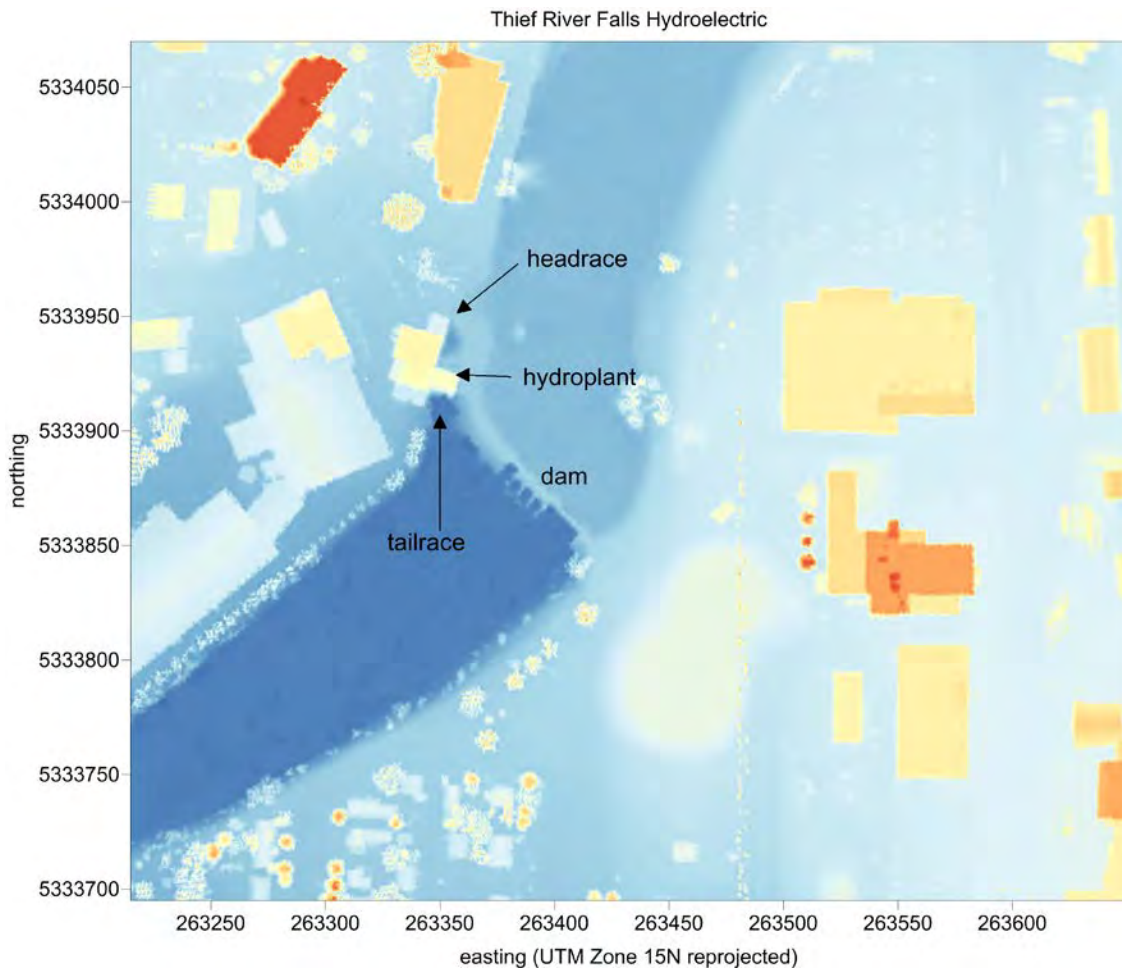 Thief River Falls Hydroelectric
5334050
5334000
headrace
5333950
hydroplant
5333900
dam
northing
5333850
tailrace
5333800
5333750
5333700
263250 263300 263350 263400 263450 263500 263550 263600
easting (UTM Zone 15N reprojected)